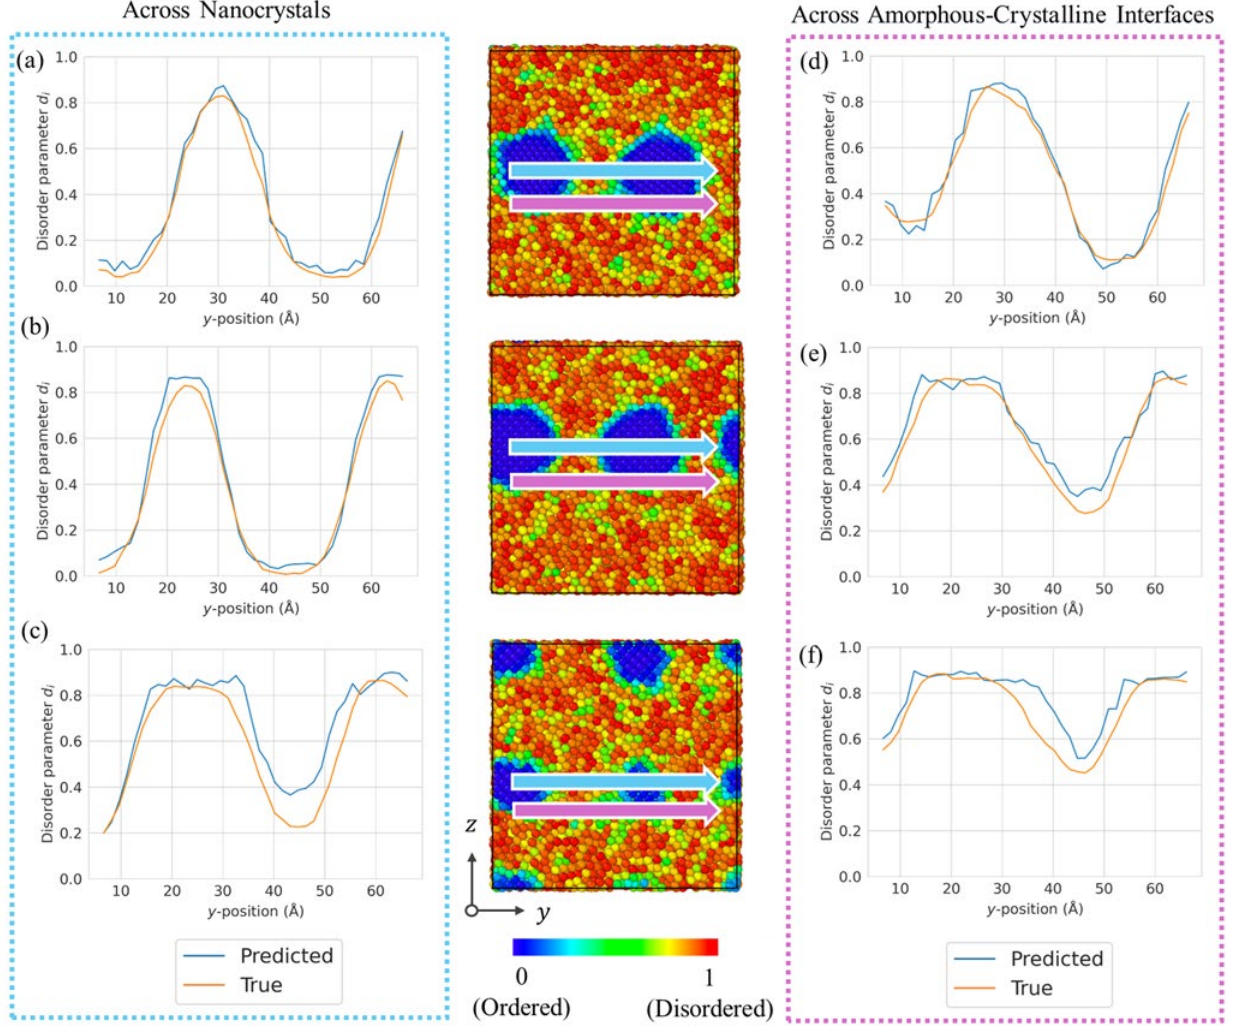 Across Nanocrystals
Across Amorphous-Crystalline Interfaces
(a)
Disorder parameter dᵢ
1.0
0.8
0.6
0.4
0.2
0.0
10 20 30 40 50 60
y-position (Å)
(d)
Disorder parameter dᵢ
1.0
0.8
0.6
0.4
0.2
0.0
10 20 30 40 50 60
y-position (Å)
(b)
Disorder parameter dᵢ
1.0
0.8
0.6
0.4
0.2
0.0
10 20 30 40 50 60
y-position (Å)
(e)
Disorder parameter dᵢ
1.0
0.8
0.6
0.4
0.2
0.0
10 20 30 40 50 60
y-position (Å)
(c)
Disorder parameter dᵢ
1.0
0.8
0.6
0.4
0.2
0.0
10 20 30 40 50 60
y-position (Å)
z
y
(f)
Disorder parameter dᵢ
1.0
0.8
0.6
0.4
0.2
0.0
10 20 30 40 50 60
y-position (Å)
Predicted
True
0 1
(Ordered) (Disordered)
Predicted
True